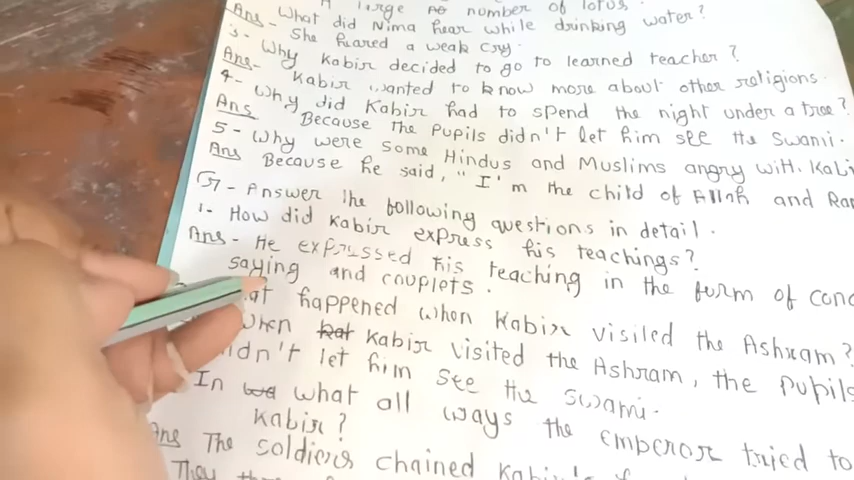 large no number of lotus.
What did Nima hear while drinking water?
Ans - She heared a weak cry.
3 - Why Kabir decided to go to learned teacher?
Ans - Kabir wanted to know more about other religions.
4 - Why did Kabir had to spend the night under a tree?
Ans Because the pupils didn't let him see the Swami.
5 - Why were some Hindus and Muslims angry with Kabi
Ans Because he said, "I'm the child of Allah and Ra
G - Answer the following questions in detail.
1 - How did Kabir express his teachings?
Ans - He expressed his teaching in the form of
saying and couplets.
at happened when Kabir visited the Ashram?
When Kabir visited the Ashram, the pupils
idn't let him see the Swami.
In what all ways the emperor tried to
Kabir?
Ans The soldiers chained Kabir's
They